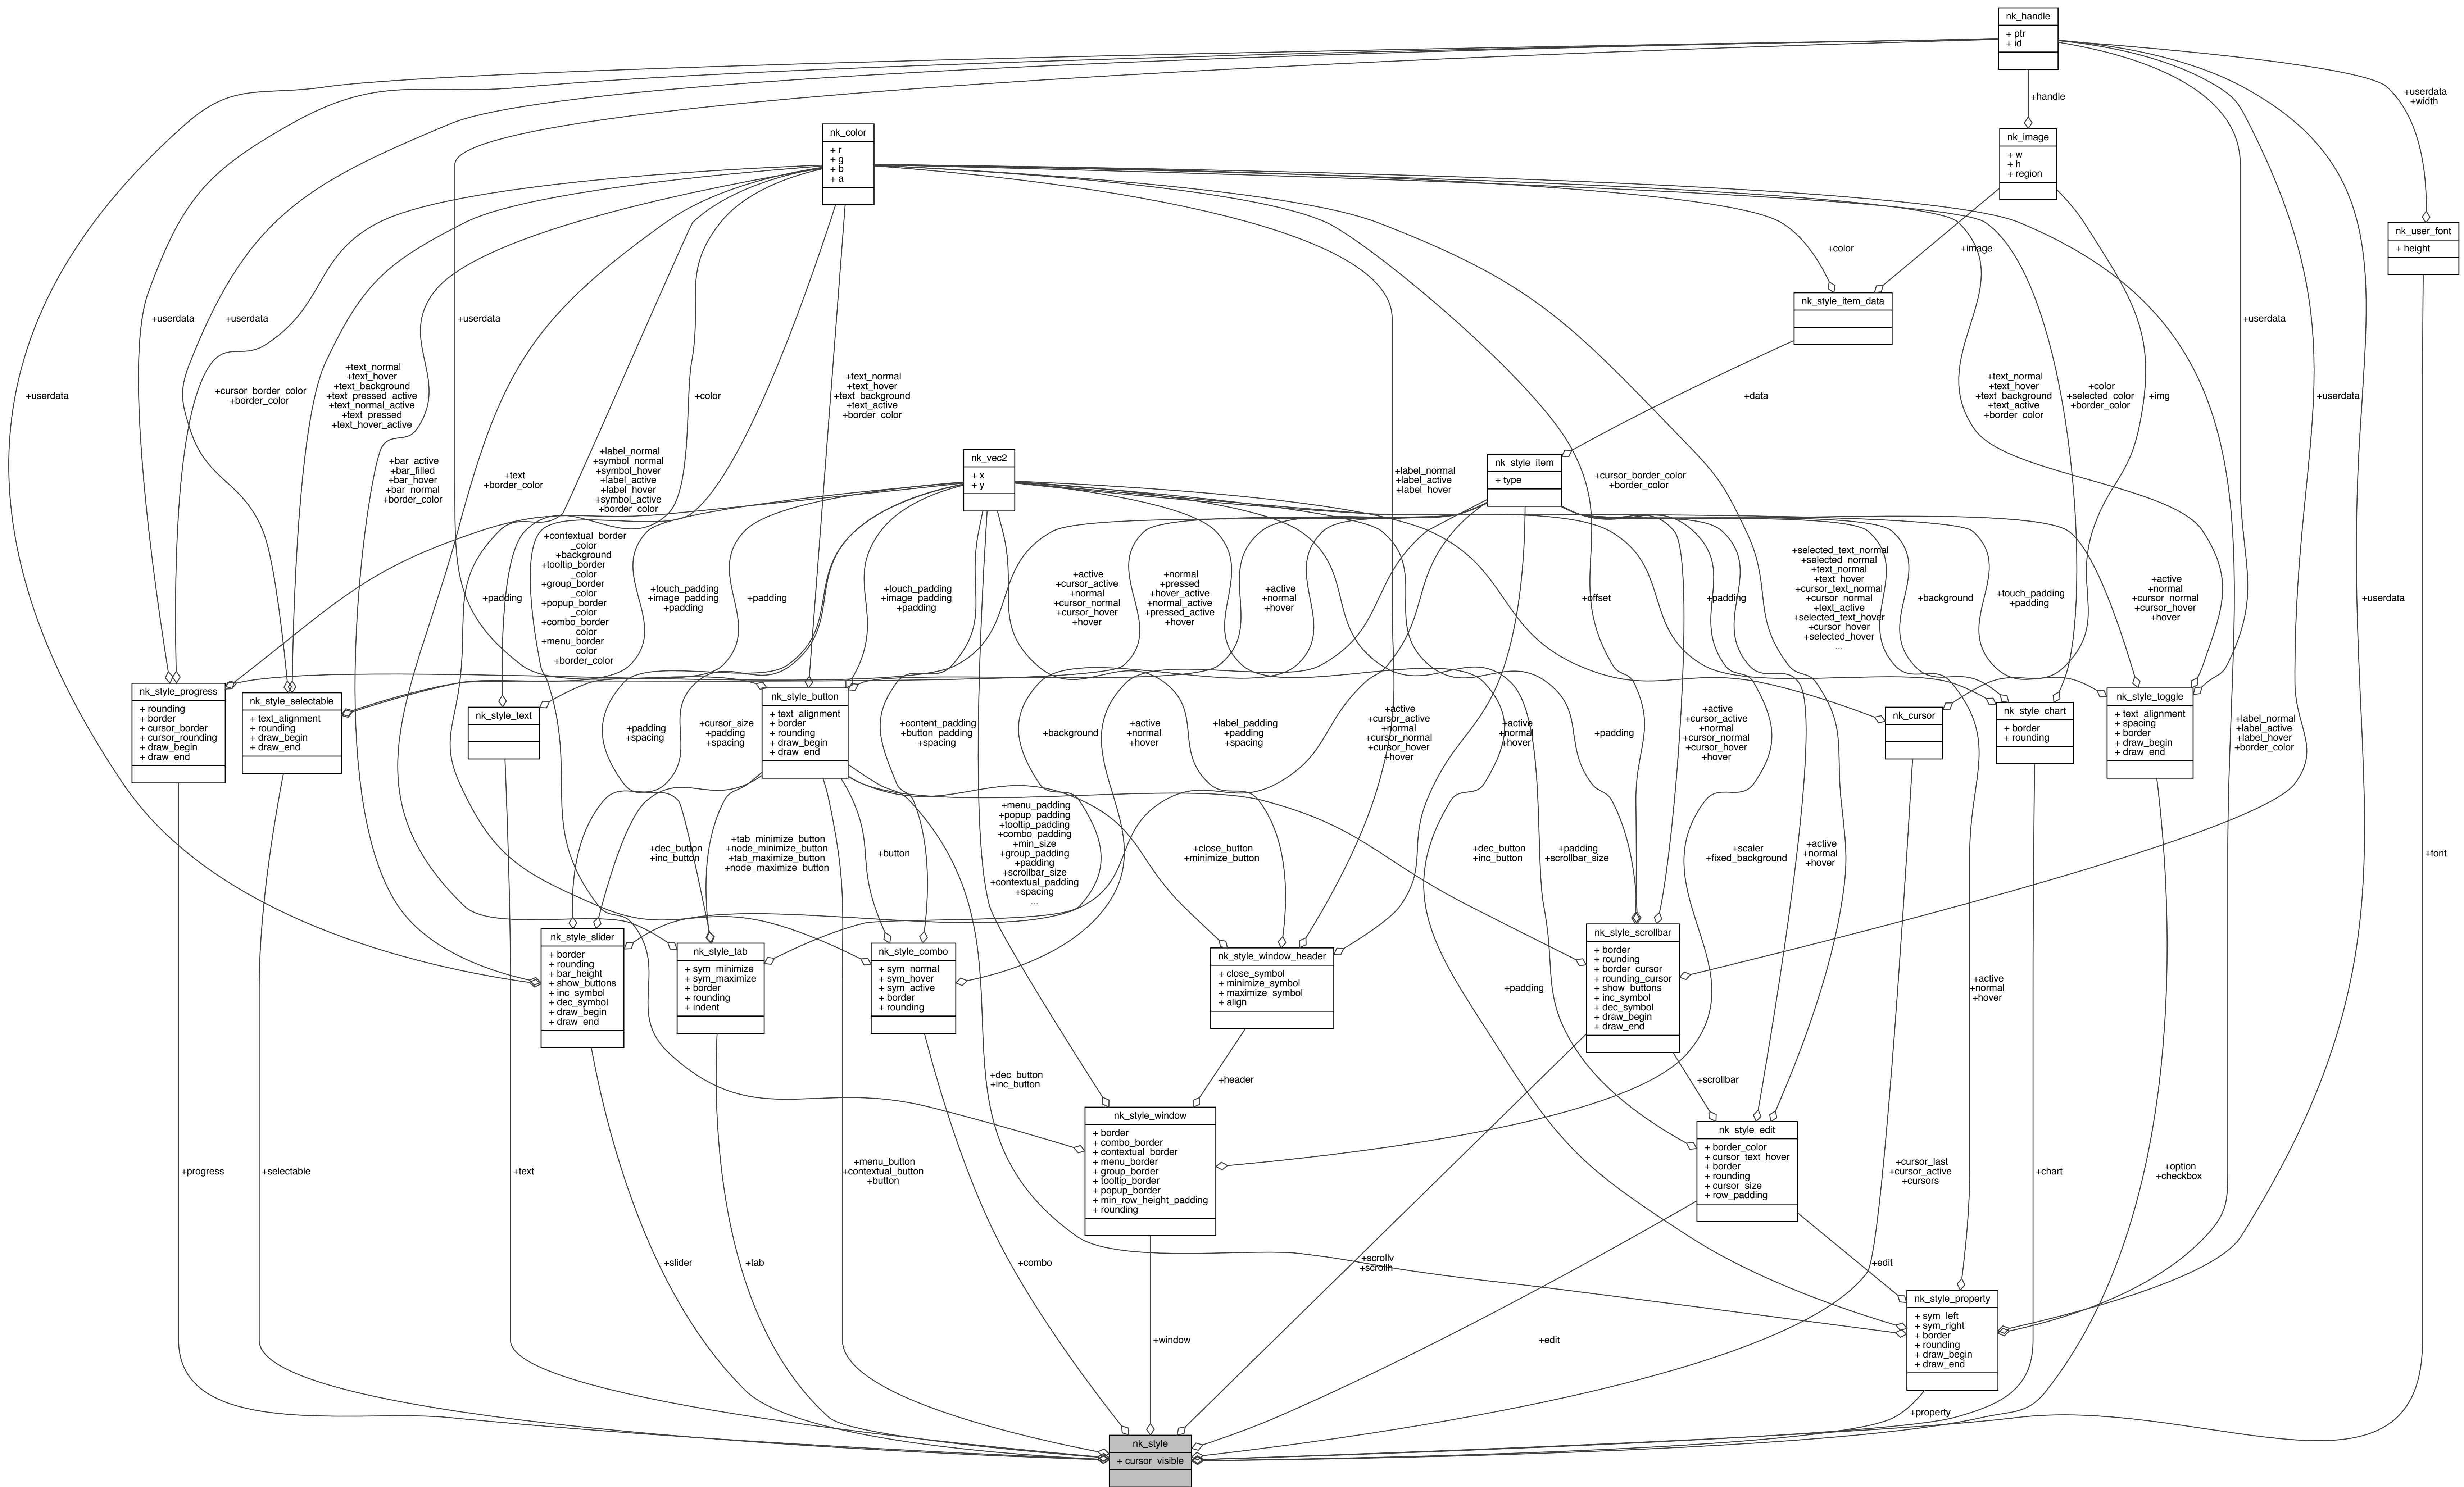 nk_handle
+ ptr
+ id
+handle
+userdata
+width
nk_color
+ r
+ g
+ b
+ a
nk_image
+ w
+ h
+ region
nk_user_font
+ height
+color
+image
nk_style_item_data
+userdata
+userdata
+userdata
+userdata
+userdata
+cursor_border_color
+border_color
+text_normal
+text_hover
+text_background
+text_pressed_active
+text_normal_active
+text_pressed
+text_hover_active
+color
+text_normal
+text_hover
+text_background
+text_active
+border_color
+data
+text_normal
+text_hover
+text_background
+text_active
+border_color
+color
+selected_color
+border_color
+img
+userdata
+bar_active
+bar_filled
+bar_hover
+bar_normal
+border_color
+text
+border_color
+label_normal
+symbol_normal
+symbol_hover
+label_active
+label_hover
+symbol_active
+border_color
nk_vec2
+ x
+ y
+label_normal
+label_active
+label_hover
nk_style_item
+ type
+cursor_border_color
+border_color
+padding
+contextual_border
_color
+background
+tooltip_border
_color
+group_border
_color
+popup_border
_color
+combo_border
_color
+menu_border
_color
+border_color
+touch_padding
+image_padding
+padding
+padding
+touch_padding
+image_padding
+padding
+active
+cursor_active
+normal
+cursor_normal
+cursor_hover
+hover
+normal
+pressed
+hover_active
+normal_active
+pressed_active
+hover
+active
+normal
+hover
+offset
+padding
+selected_text_normal
+selected_normal
+text_normal
+text_hover
+cursor_text_normal
+cursor_normal
+text_active
+selected_text_hover
+cursor_hover
+selected_hover
...
+background
+touch_padding
+padding
+active
+normal
+cursor_normal
+cursor_hover
+hover
+userdata
nk_style_progress
+ rounding
+ border
+ cursor_border
+ cursor_rounding
+ draw_begin
+ draw_end
nk_style_selectable
+ text_alignment
+ rounding
+ draw_begin
+ draw_end
nk_style_text
+padding
+spacing
+cursor_size
+padding
+spacing
nk_style_button
+ text_alignment
+ border
+ rounding
+ draw_begin
+ draw_end
+content_padding
+button_padding
+spacing
+background
+active
+normal
+hover
+label_padding
+padding
+spacing
+active
+cursor_active
+normal
+cursor_normal
+cursor_hover
+hover
+active
+normal
+hover
+padding
+active
+cursor_active
+normal
+cursor_normal
+cursor_hover
+hover
nk_cursor
nk_style_chart
+ border
+ rounding
nk_style_toggle
+ text_alignment
+ spacing
+ border
+ draw_begin
+ draw_end
+label_normal
+label_active
+label_hover
+border_color
+dec_button
+inc_button
+tab_minimize_button
+node_minimize_button
+tab_maximize_button
+node_maximize_button
+button
+menu_padding
+popup_padding
+tooltip_padding
+combo_padding
+min_size
+group_padding
+padding
+scrollbar_size
+contextual_padding
+spacing
...
+close_button
+minimize_button
+dec_button
+inc_button
+padding
+scrollbar_size
+scaler
+fixed_background
+active
+normal
+hover
+font
nk_style_slider
+ border
+ rounding
+ bar_height
+ show_buttons
+ inc_symbol
+ dec_symbol
+ draw_begin
+ draw_end
nk_style_tab
+ sym_minimize
+ sym_maximize
+ border
+ rounding
+ indent
nk_style_combo
+ sym_normal
+ sym_hover
+ sym_active
+ border
+ rounding
nk_style_window_header
+ close_symbol
+ minimize_symbol
+ maximize_symbol
+ align
+padding
nk_style_scrollbar
+ border
+ rounding
+ border_cursor
+ rounding_cursor
+ show_buttons
+ inc_symbol
+ dec_symbol
+ draw_begin
+ draw_end
+active
+normal
+hover
+dec_button
+inc_button
+header
+scrollbar
+progress
+selectable
+text
+menu_button
+contextual_button
+button
nk_style_window
+ border
+ combo_border
+ contextual_border
+ menu_border
+ group_border
+ tooltip_border
+ popup_border
+ min_row_height_padding
+ rounding
nk_style_edit
+ border_color
+ cursor_text_hover
+ border
+ rounding
+ cursor_size
+ row_padding
+cursor_last
+cursor_active
+cursors
+chart
+option
+checkbox
+slider
+tab
+combo
+scrollv
+scrollh
+edit
+window
+edit
nk_style_property
+ sym_left
+ sym_right
+ border
+ rounding
+ draw_begin
+ draw_end
+property
nk_style
+ cursor_visible